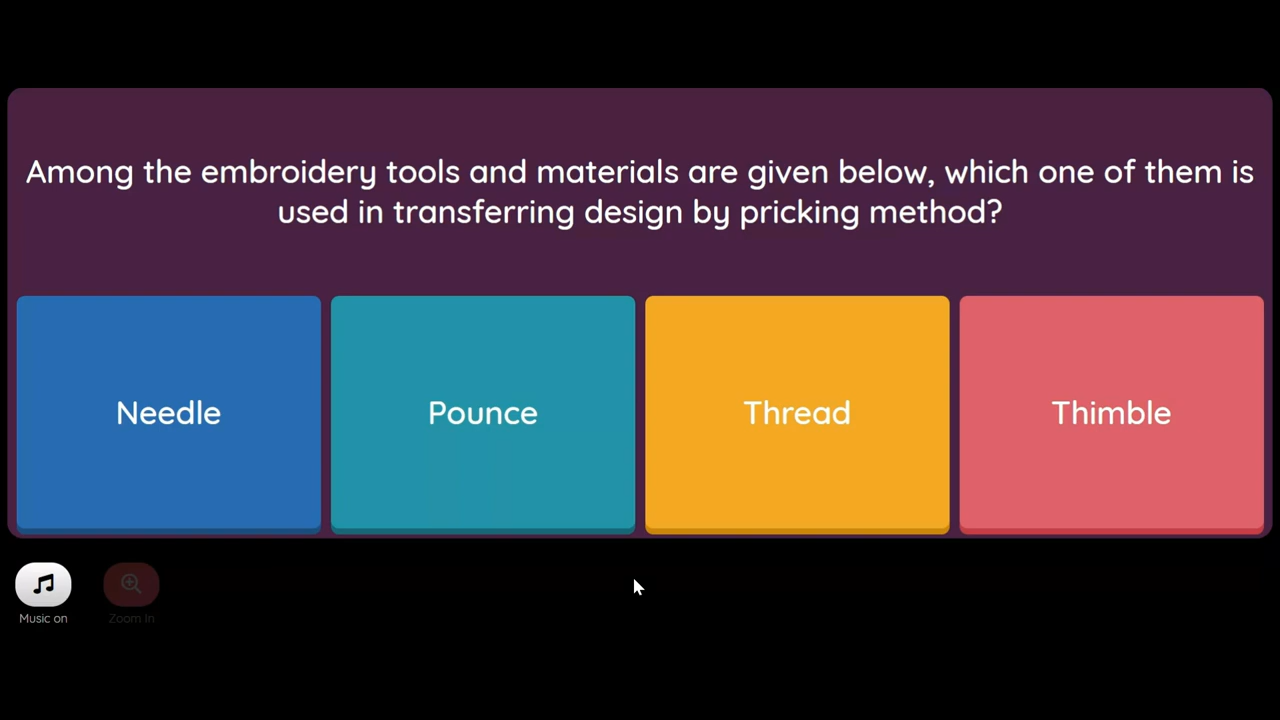 Among the embroidery tools and materials are given below, which one of them is
used in transferring design by pricking method?
Needle
Pounce
Thread
Thimble
Music on
Zoom In